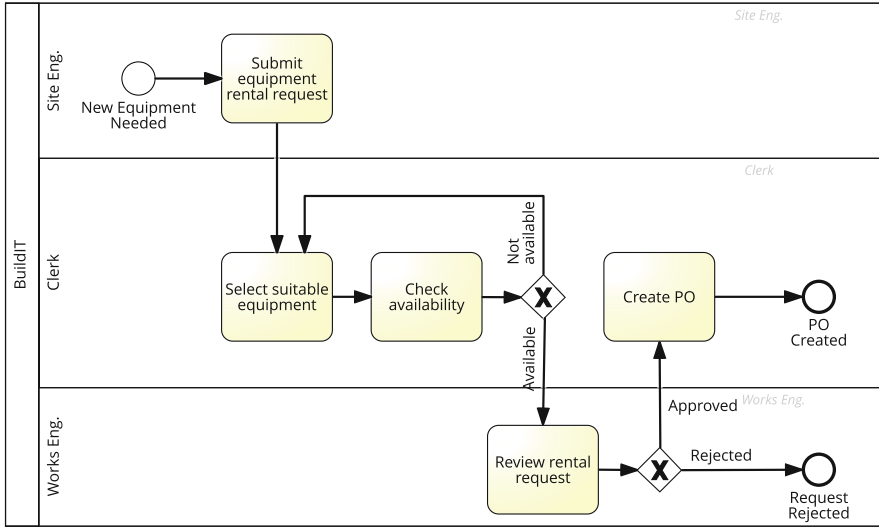 BuildIT
Site Eng.
Site Eng.
New Equipment
Needed
Submit
equipment
rental request
Clerk
Clerk
Select suitable
equipment
Check
availability
Not
available
Available
Create PO
PO
Created
Works Eng.
Works Eng.
Review rental
request
Approved
Rejected
Request
Rejected